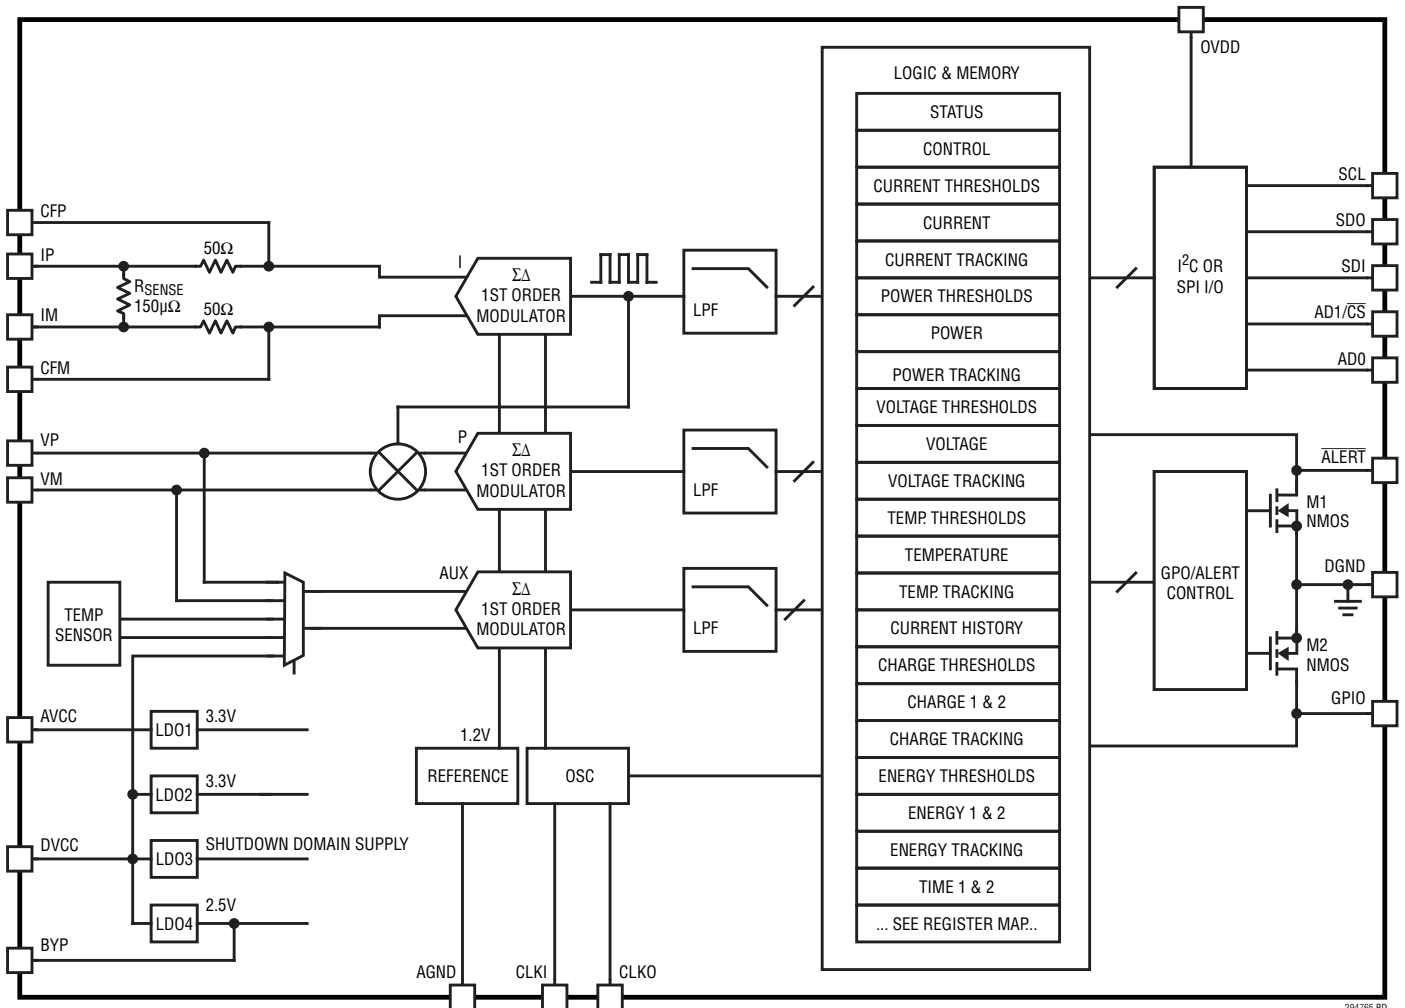 OVDD
LOGIC & MEMORY
STATUS
CONTROL
CURRENT THRESHOLDS
CURRENT
CURRENT TRACKING
POWER THRESHOLDS
POWER
POWER TRACKING
VOLTAGE THRESHOLDS
VOLTAGE
VOLTAGE TRACKING
TEMP. THRESHOLDS
TEMPERATURE
TEMP. TRACKING
CURRENT HISTORY
CHARGE THRESHOLDS
CHARGE 1 & 2
CHARGE TRACKING
ENERGY THRESHOLDS
ENERGY 1 & 2
ENERGY TRACKING
TIME 1 & 2
... SEE REGISTER MAP...
CFP
IP
50Ω
RSENSE
150µΩ
IM
50Ω
CFM
I
ΣΔ
1ST ORDER
MODULATOR
LPF
VP
VM
P
ΣΔ
1ST ORDER
MODULATOR
LPF
AUX
ΣΔ
1ST ORDER
MODULATOR
LPF
TEMP
SENSOR
AVCC
LDO1
3.3V
LDO2
3.3V
DVCC
LDO3
SHUTDOWN DOMAIN SUPPLY
LDO4
2.5V
BYP
1.2V
REFERENCE
OSC
AGND
CLKI
CLKO
I2C OR
SPI I/O
SCL
SDO
SDI
AD1/CS
AD0
ALERT
M1
NMOS
DGND
GPO/ALERT
CONTROL
M2
NMOS
GPIO
294765 BD